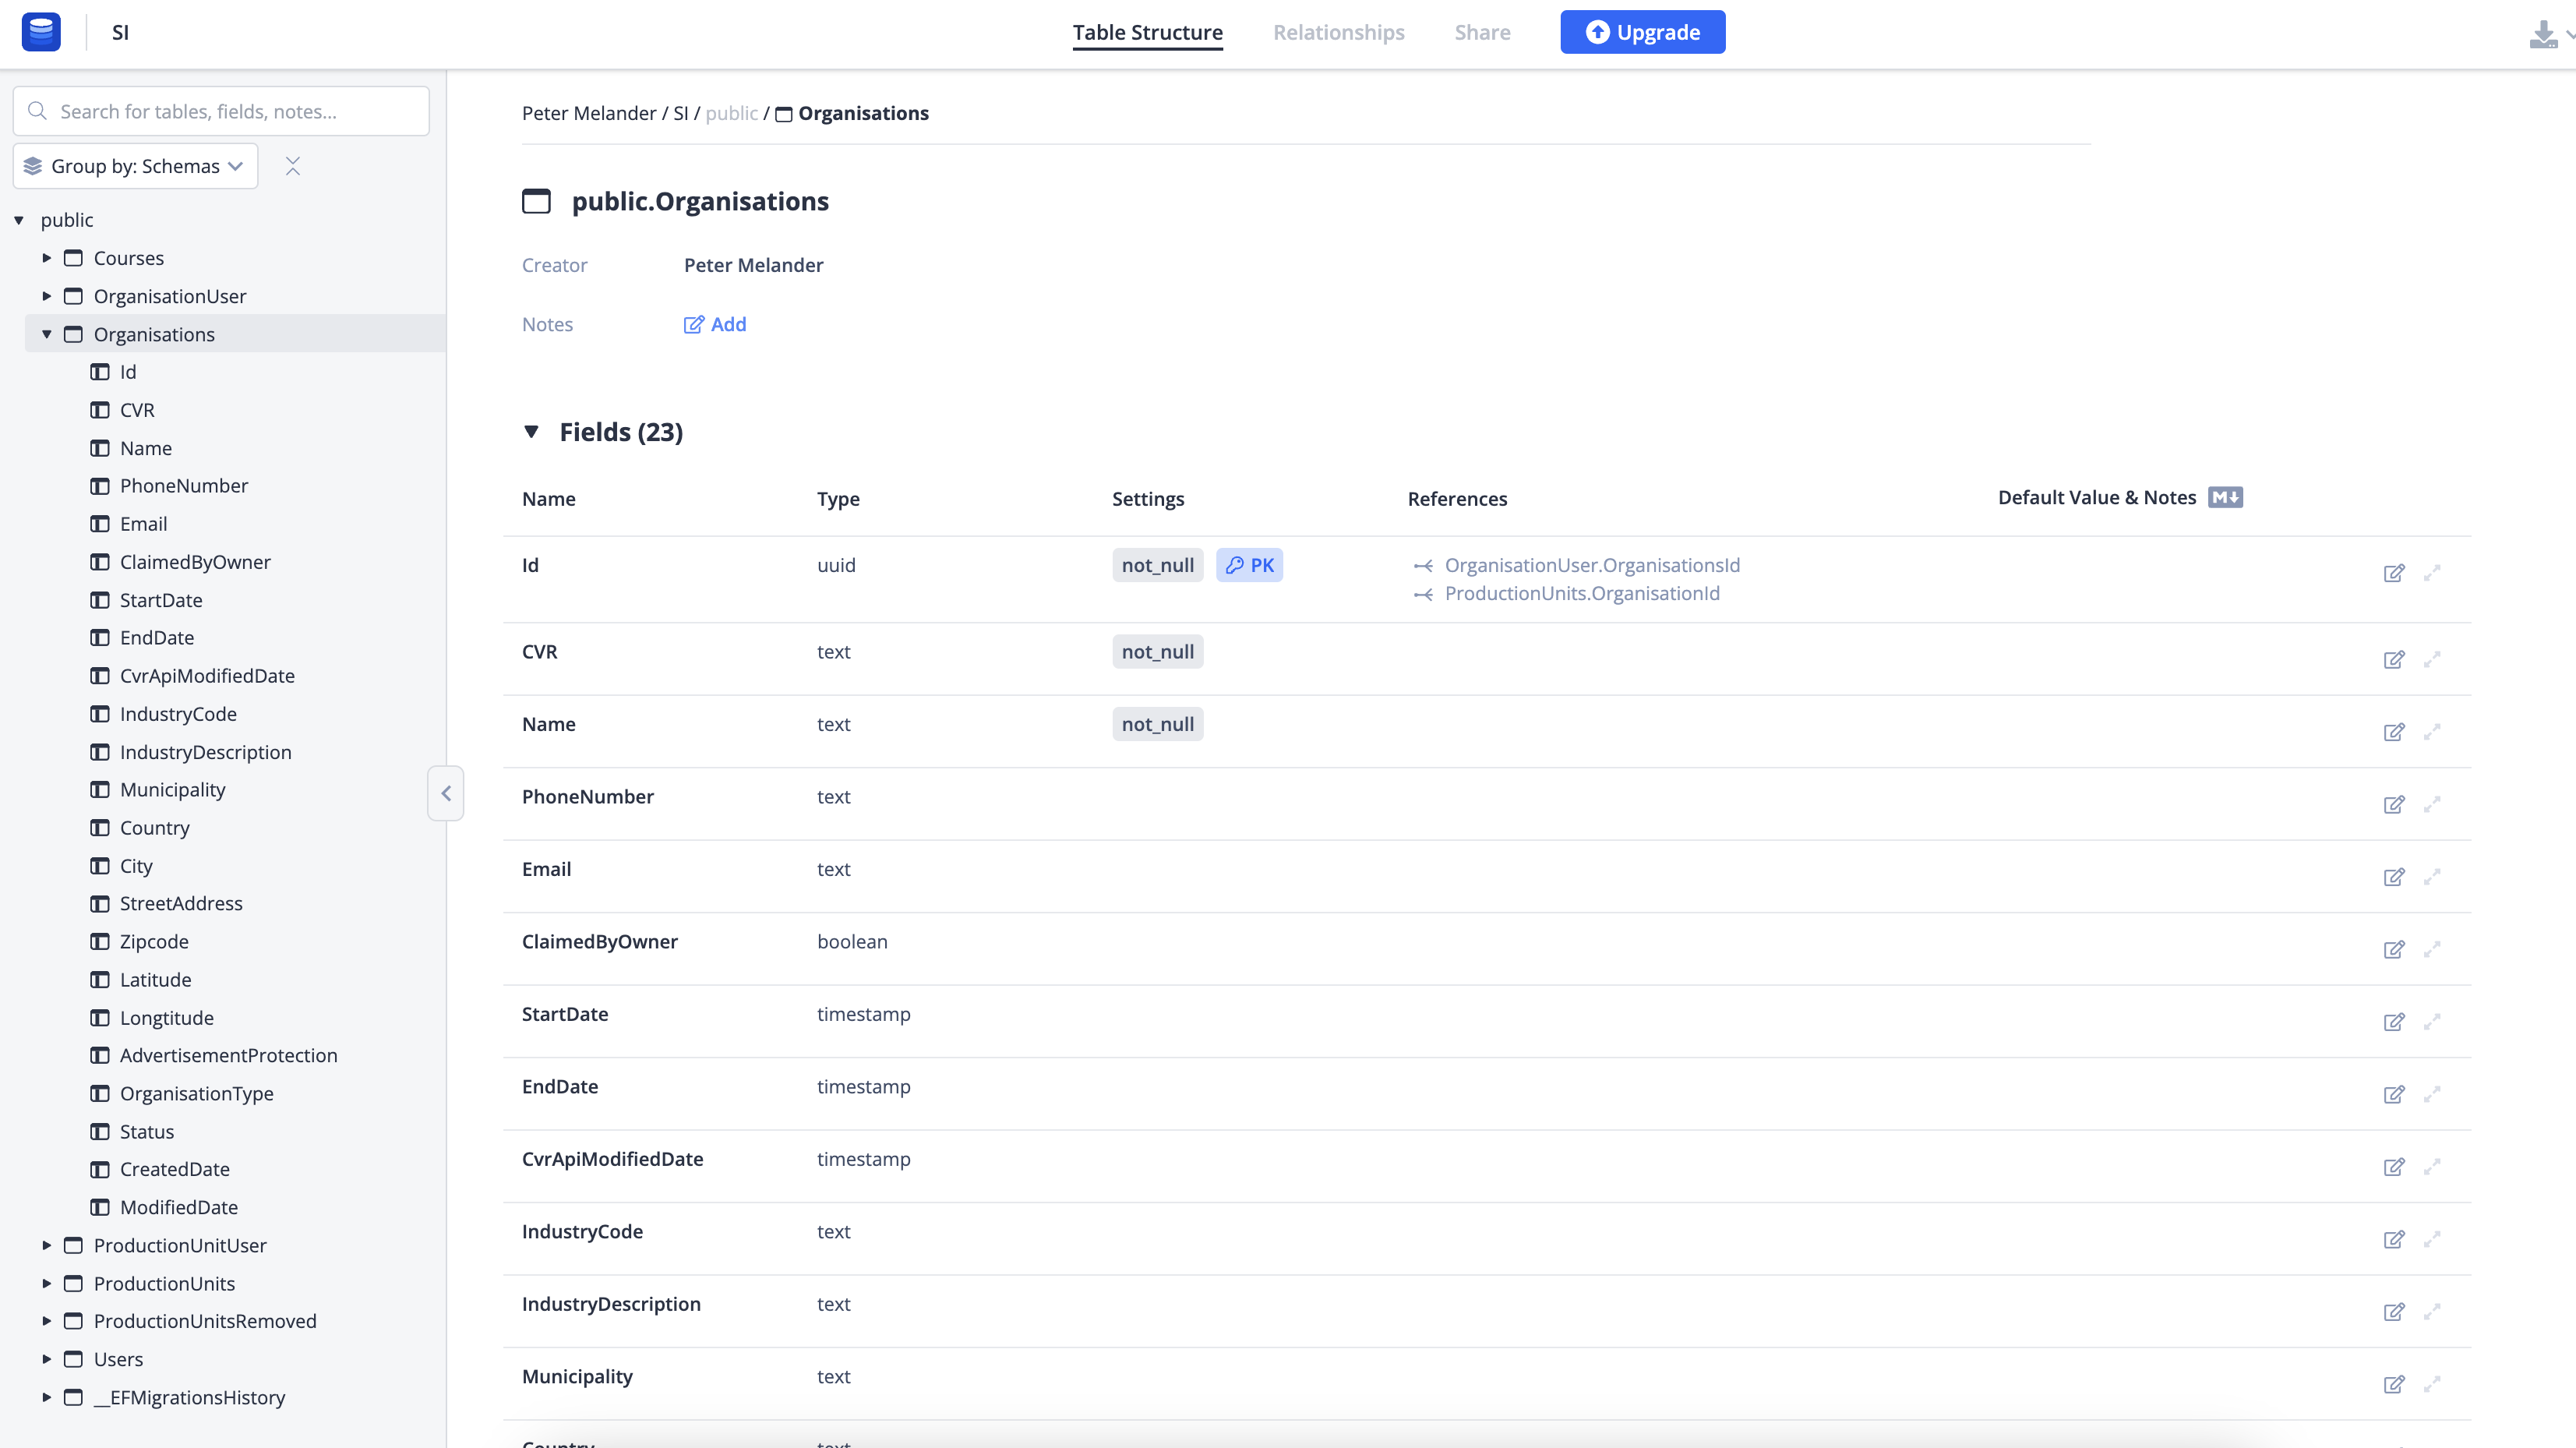 SI
Table Structure
Relationships
Share
Upgrade
Search for tables, fields, notes...
Group by: Schemas
public
Courses
OrganisationUser
Organisations
Id
CVR
Name
PhoneNumber
Email
ClaimedByOwner
StartDate
EndDate
CvrApiModifiedDate
IndustryCode
IndustryDescription
Municipality
Country
City
StreetAddress
Zipcode
Latitude
Longtitude
AdvertisementProtection
OrganisationType
Status
CreatedDate
ModifiedDate
ProductionUnitUser
ProductionUnits
ProductionUnitsRemoved
Users
__EFMigrationsHistory
Peter Melander / SI / public / Organisations
public.Organisations
Creator Peter Melander
Notes Add
Fields (23)
Name Type Settings References Default Value & Notes M
Id uuid not_null PK OrganisationUser.OrganisationsId
ProductionUnits.OrganisationId
CVR text not_null
Name text not_null
PhoneNumber text
Email text
ClaimedByOwner boolean
StartDate timestamp
EndDate timestamp
CvrApiModifiedDate timestamp
IndustryCode text
IndustryDescription text
Municipality text
Country text